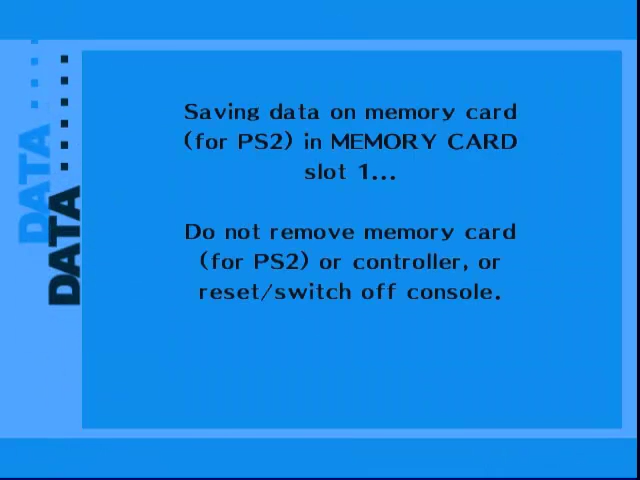 DATA
DATA
Saving data on memory card
(for PS2) in MEMORY CARD
slot 1...
Do not remove memory card
(for PS2) or controller, or
reset/switch off console.